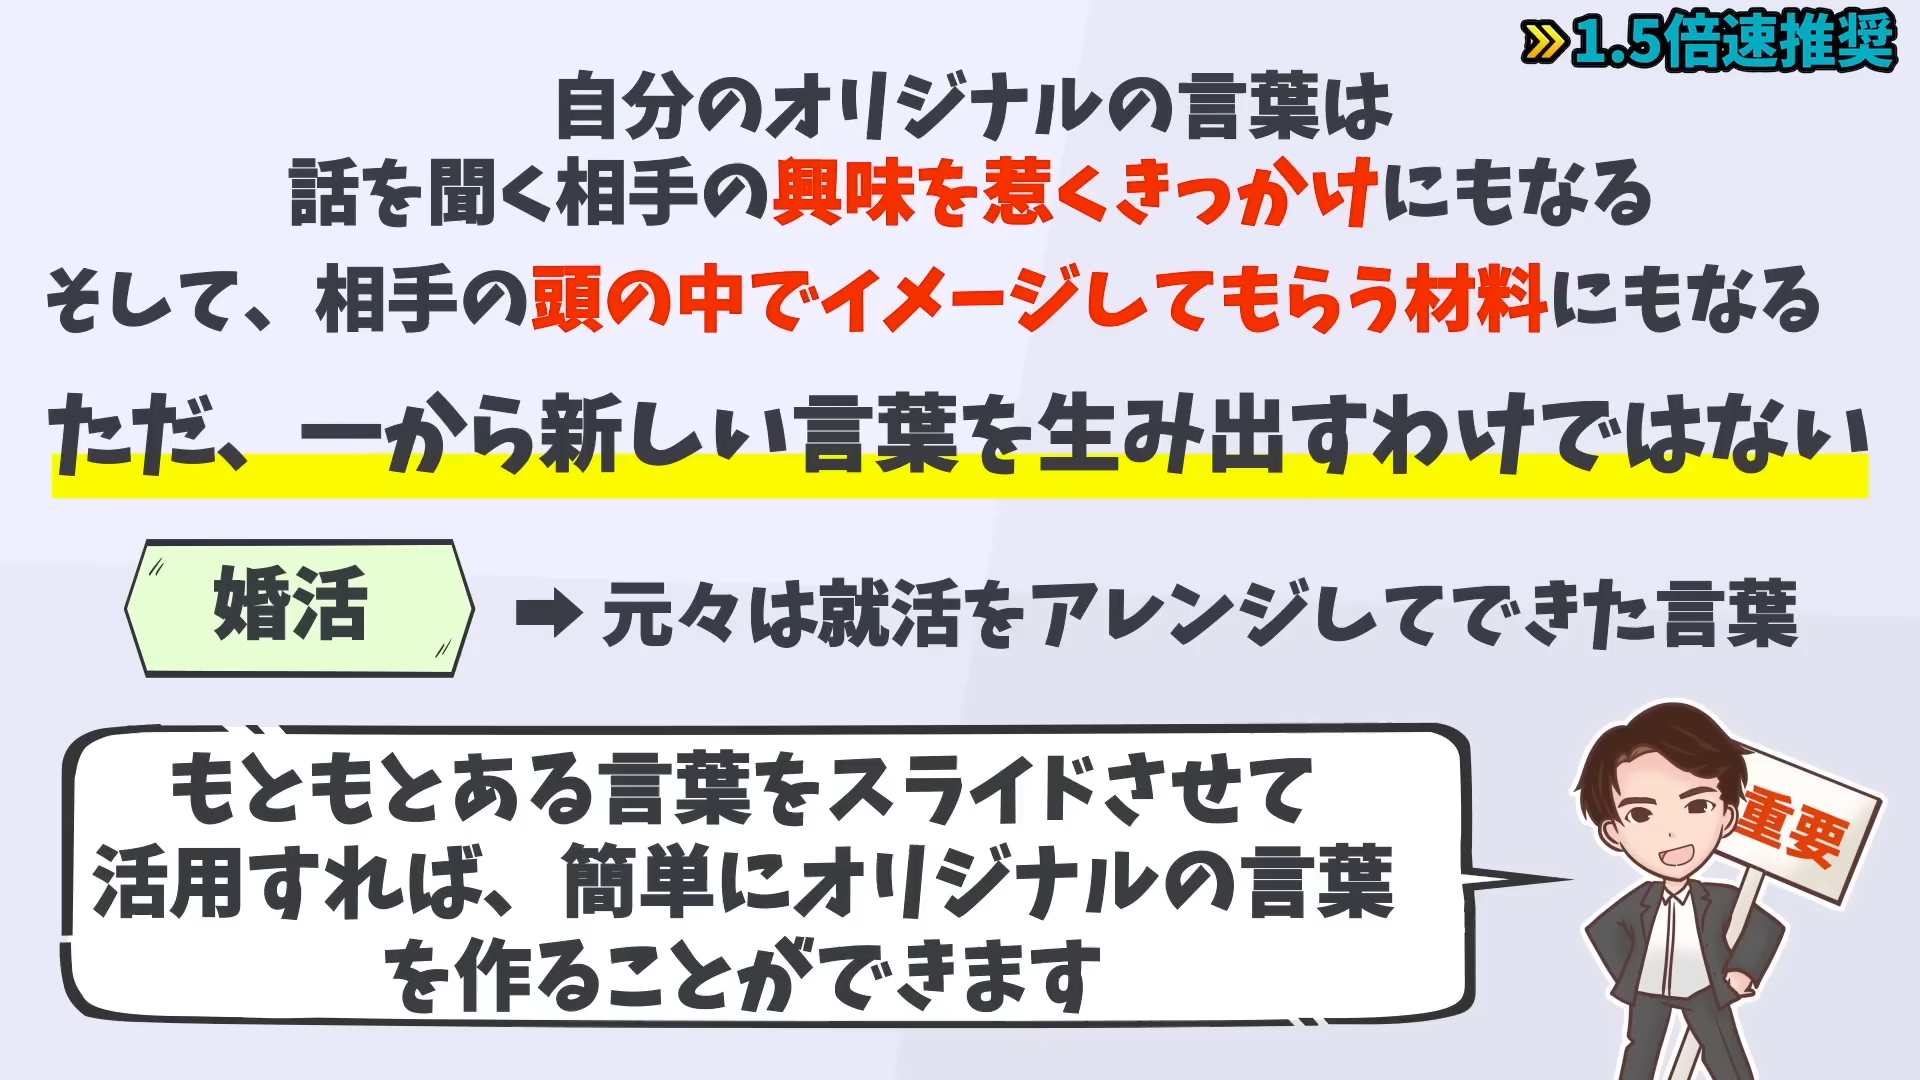 1.5倍速推奨
自分のオリジナルの言葉は
話を聞く相手の興味を惹くきっかけにもなる
そして、相手の頭の中でイメージしてもらう材料にもなる
ただ、一から新しい言葉を生み出すわけではない
婚活
➡元々は就活をアレンジしてできた言葉
もともとある言葉をスライドさせて
活用すれば、簡単にオリジナルの言葉
を作ることができます
重要